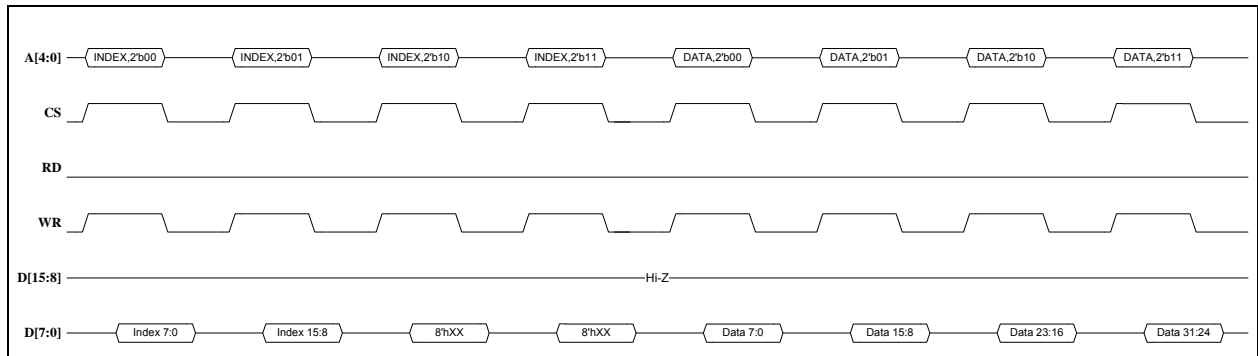 A[4:0] INDEX,2'b00 INDEX,2'b01 INDEX,2'b10 INDEX,2'b11 DATA,2'b00 DATA,2'b01 DATA,2'b10 DATA,2'b11
CS
RD
WR
D[15:8] Hi-Z
D[7:0] Index 7:0 Index 15:8 8'hXX 8'hXX Data 7:0 Data 15:8 Data 23:16 Data 31:24